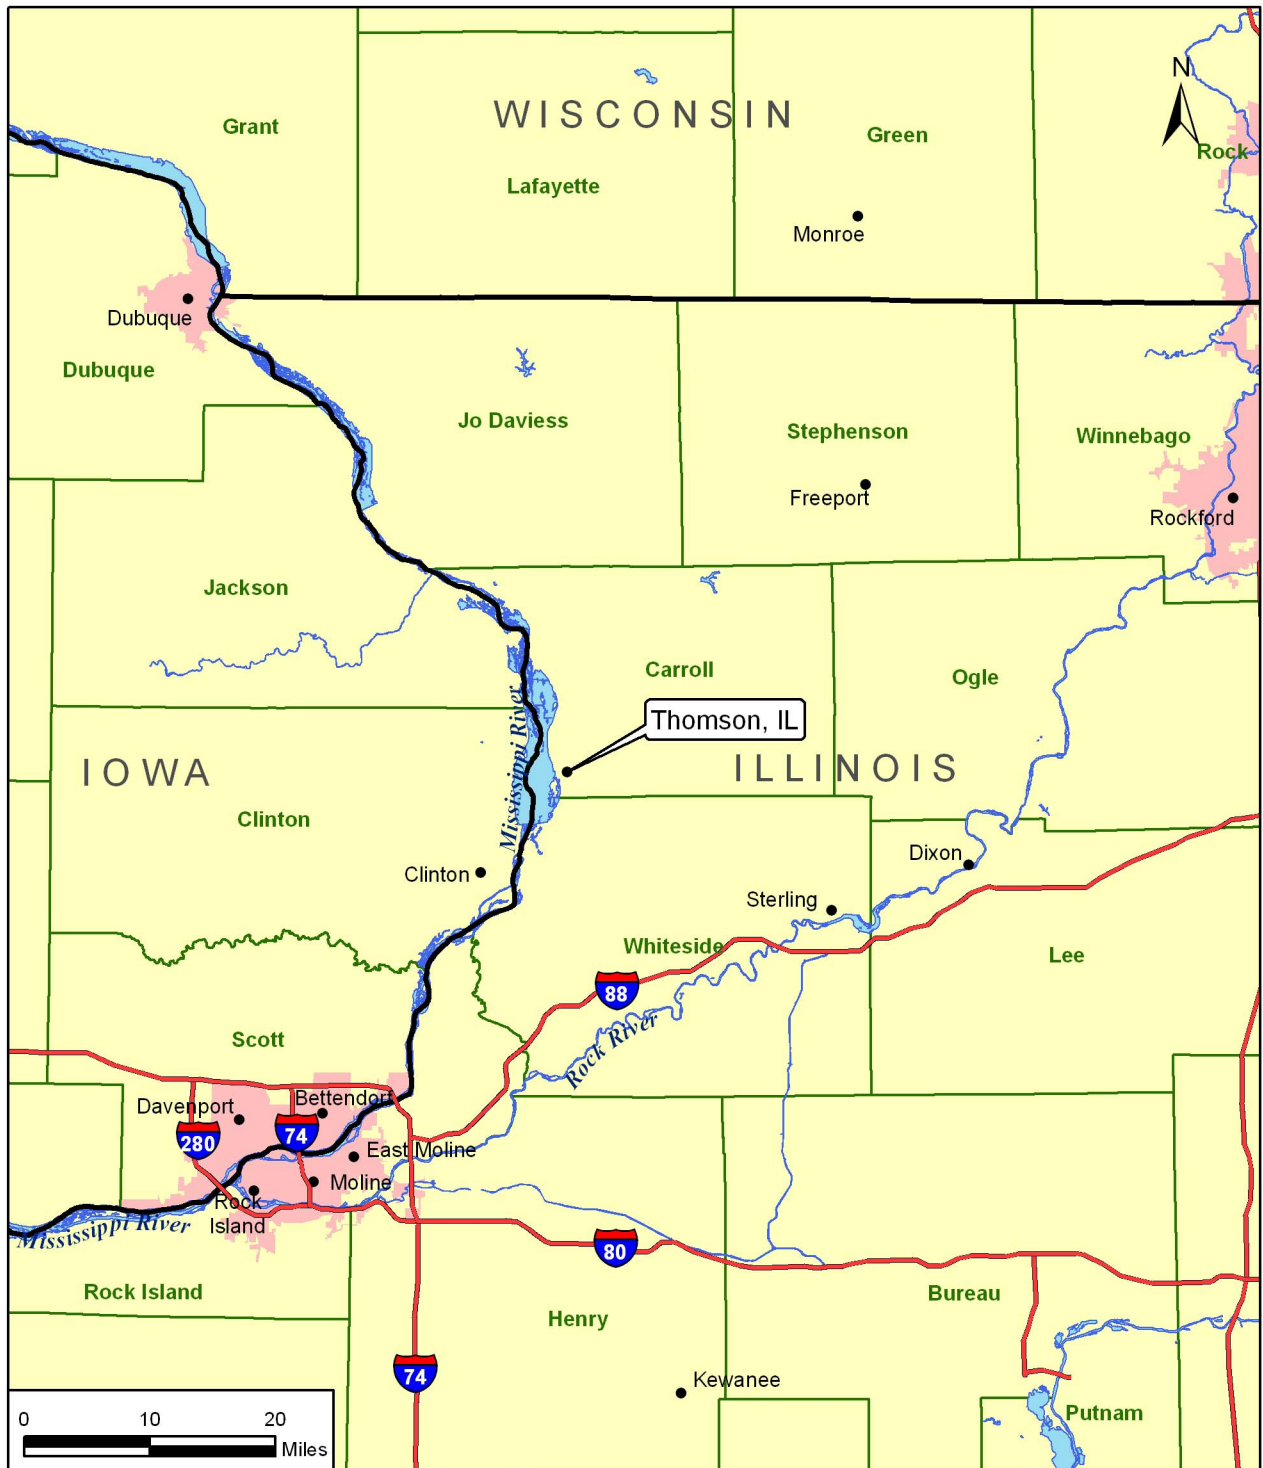 N
WISCONSIN
Grant
Green
Rock
Lafayette
Monroe
Dubuque
Dubuque
Jo Daviess
Stephenson
Winnebago
Freeport
Rockford
Jackson
Carroll
Ogle
Mississippi River
Thomson, IL
IOWA
ILLINOIS
Clinton
Clinton
Dixon
Sterling
Whiteside
Lee
88
Rock River
Scott
Bettendorf
Davenport
280
74
East Moline
Moline
Rock
Island
Mississippi River
80
Rock Island
Bureau
Henry
74
Kewanee
Putnam
0 10 20
Miles